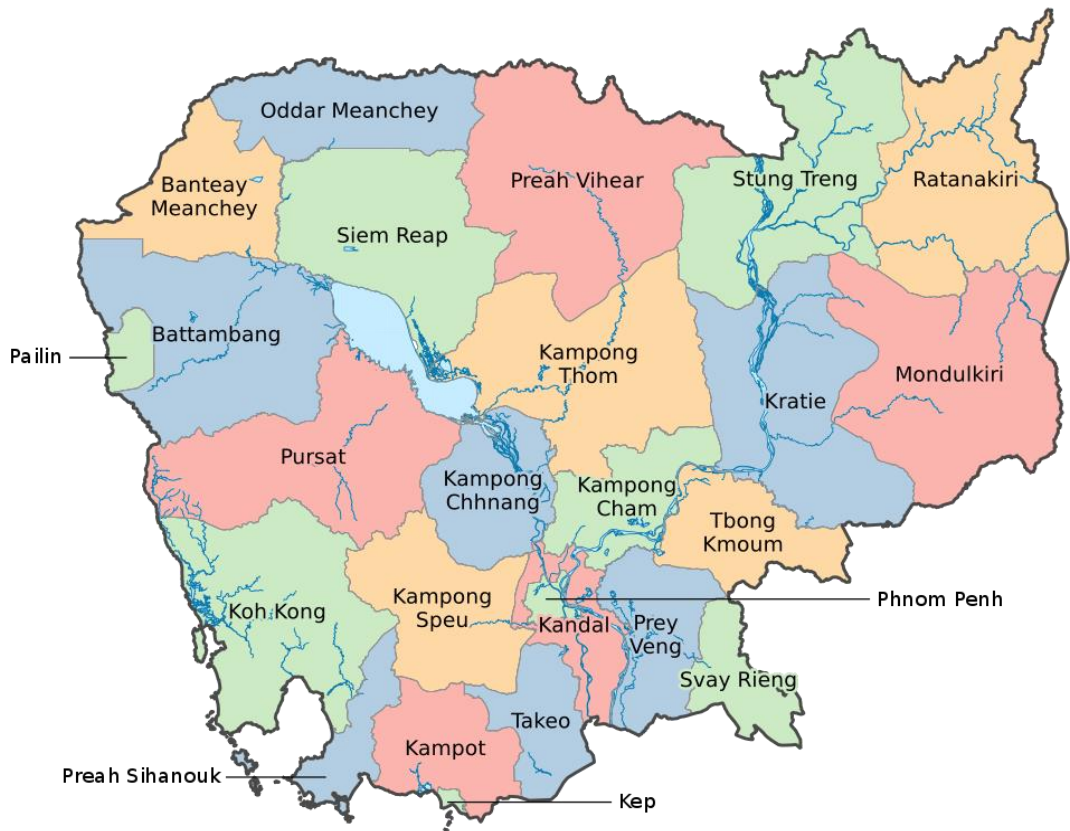 Oddar Meanchey
Banteay
Meanchey
Preah Vihear
Stung Treng
Ratanakiri
Siem Reap
Battambang
Pailin
Kampong
Thom
Mondulkiri
Kratie
Pursat
Kampong
Chhnang
Kampong
Cham
Tbong
Kmoum
Koh Kong
Kampong
Speu
Phnom Penh
Kandal
Prey
Veng
Svay Rieng
Takeo
Kampot
Preah Sihanouk
Kep